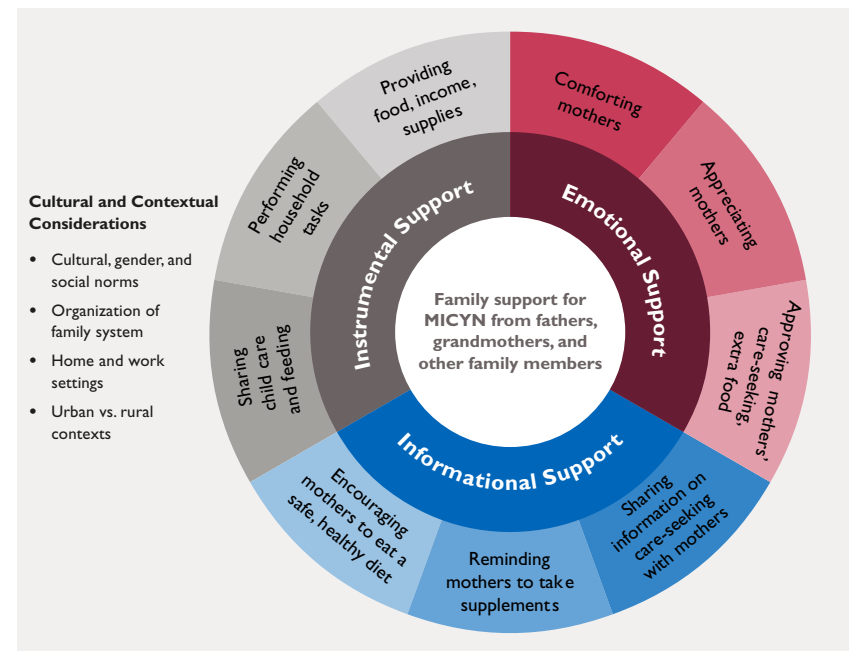 Cultural and Contextual
Considerations
• Cultural, gender, and
social norms
• Organization of
family system
• Home and work
settings
• Urban vs. rural
contexts
Family support for
MICYN from fathers,
grandmothers, and
other family members
Emotional Support
Comforting
mothers
Appreciating
mothers
Approving mothers’
care-seeking,
extra food
Informational Support
Sharing
information on
care-seeking
with mothers
Reminding
mothers to take
supplements
Encouraging
mothers to eat a
safe, healthy diet
Instrumental Support
Sharing
child care
and feeding
Performing
household
tasks
Providing
food, income,
supplies